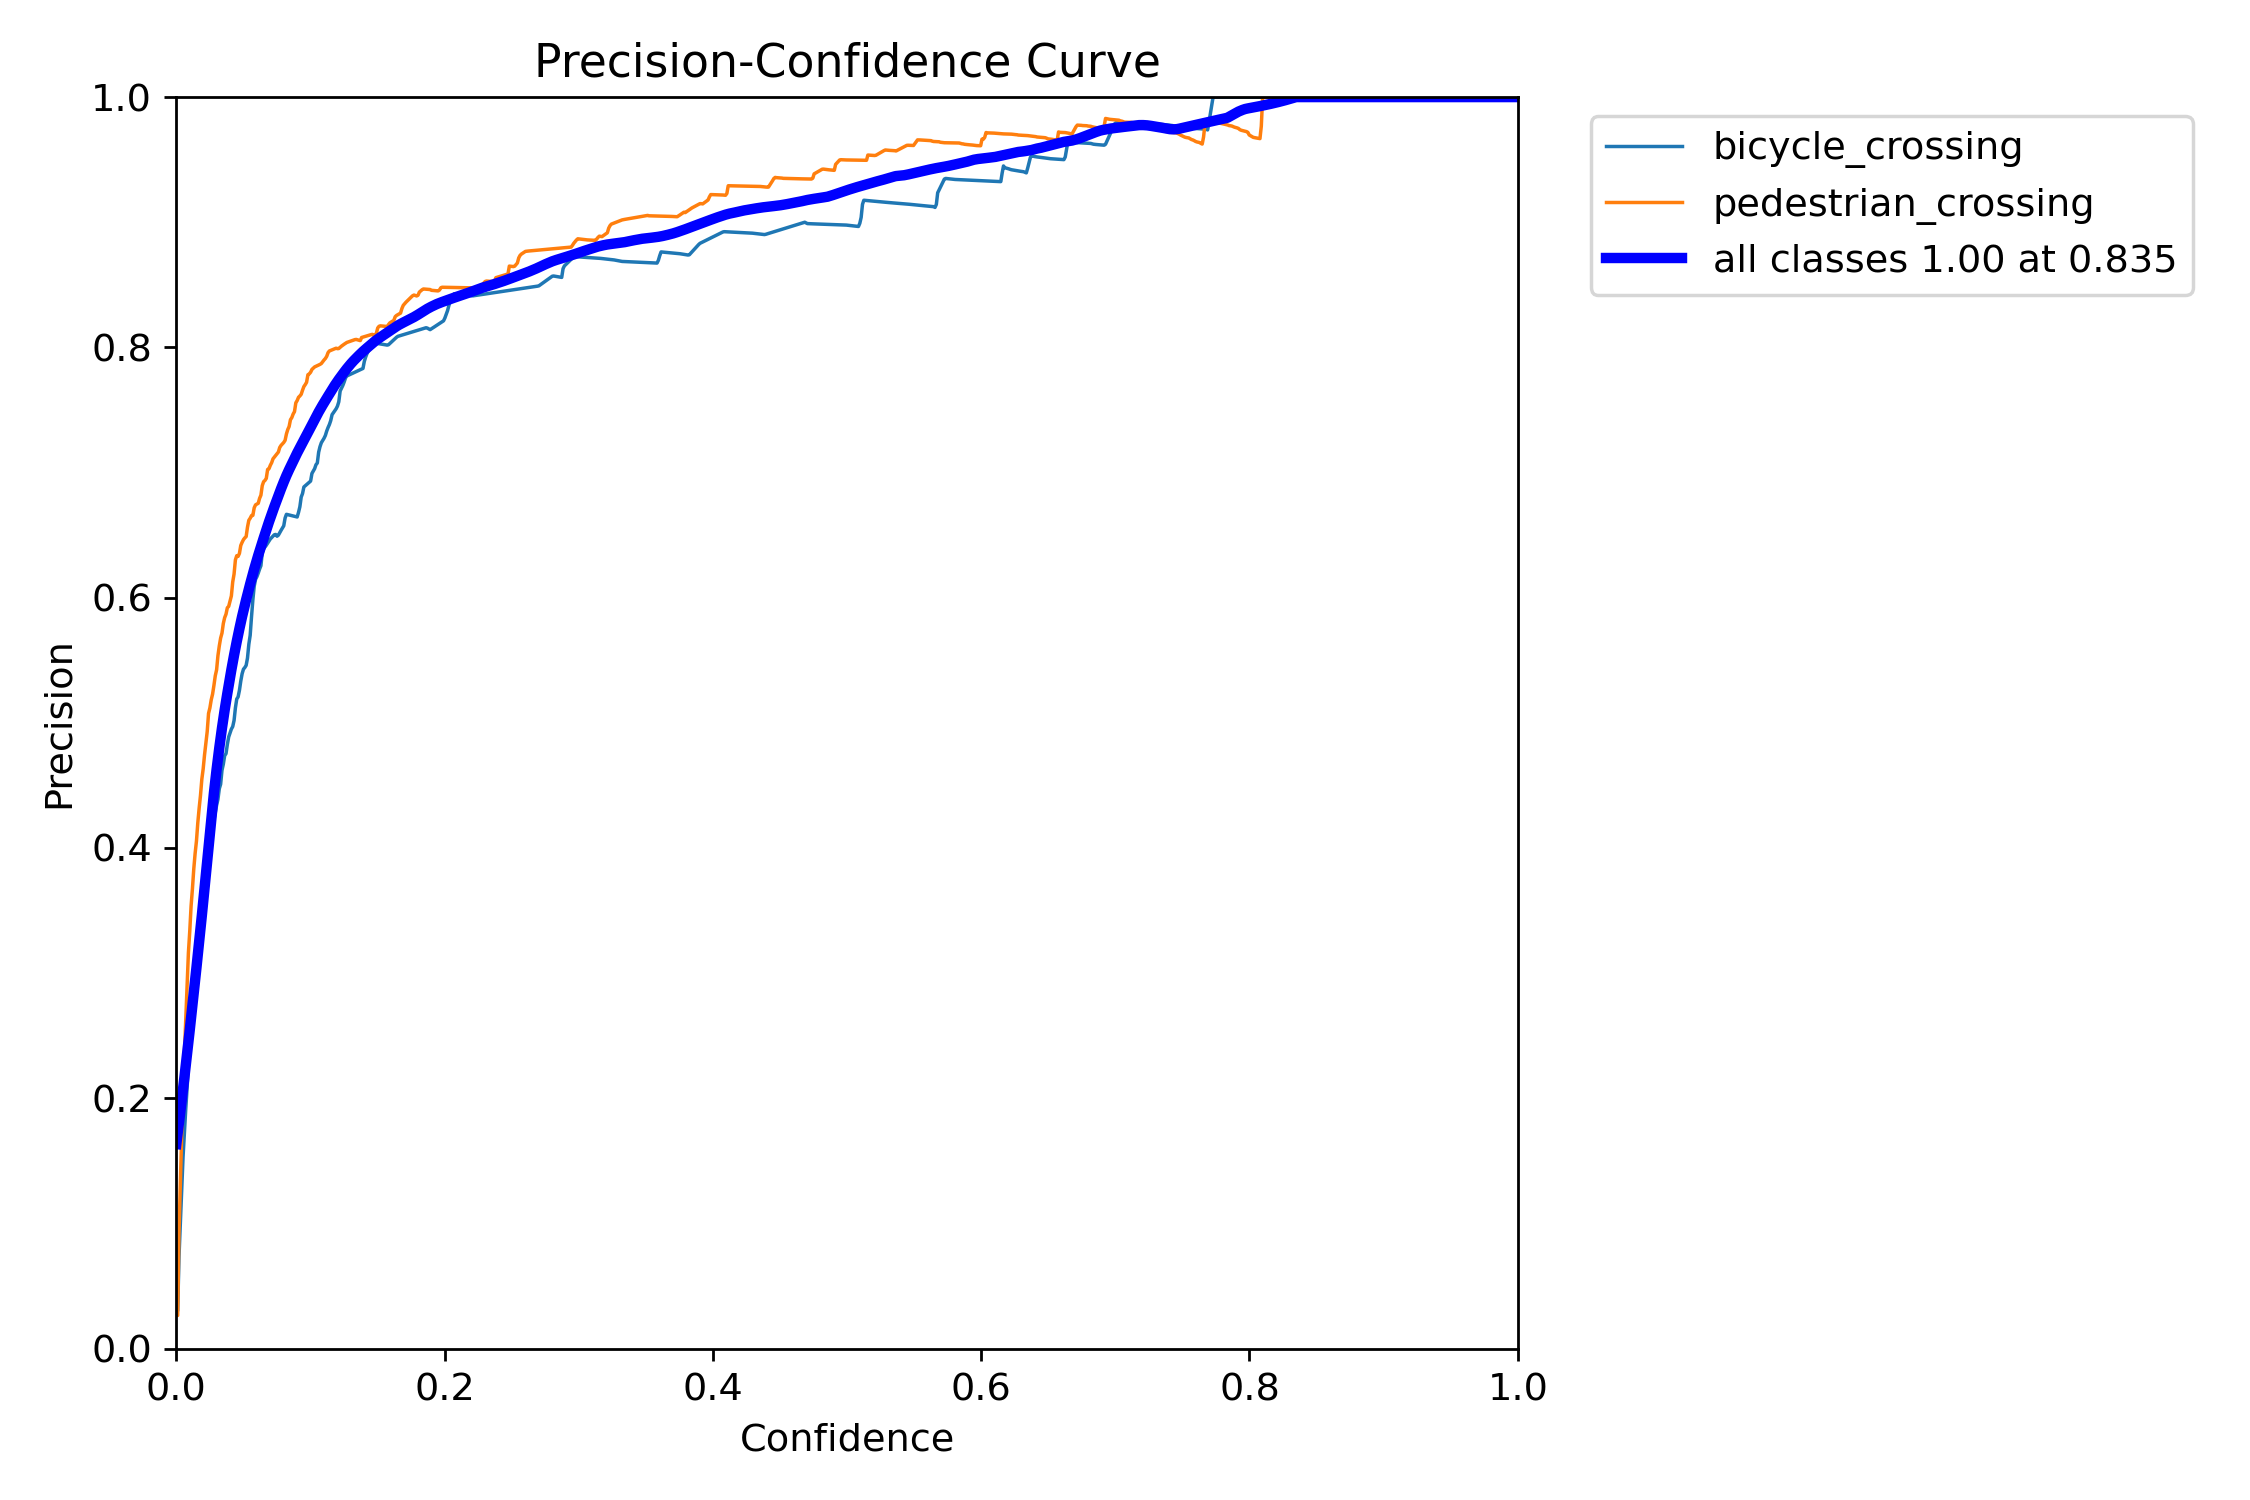 Precision-Confidence Curve
1.0
0.8
0.6
0.4
0.2
0.0
Precision
0.0 0.2 0.4 0.6 0.8 1.0
Confidence
bicycle_crossing
pedestrian_crossing
all classes 1.00 at 0.835